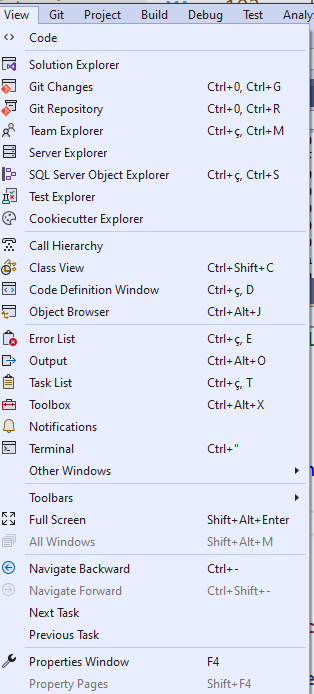 View Git Project Build Debug Test Analy
Code
Solution Explorer
Git Changes Ctrl+0, Ctrl+G
Git Repository Ctrl+0, Ctrl+R
Team Explorer Ctrl+ç, Ctrl+M
Server Explorer
SQL Server Object Explorer Ctrl+ç, Ctrl+S
Test Explorer
Cookiecutter Explorer
Call Hierarchy
Class View Ctrl+Shift+C
Code Definition Window Ctrl+ç, D
Object Browser Ctrl+Alt+J
Error List Ctrl+ç, E
Output Ctrl+Alt+O
Task List Ctrl+ç, T
Toolbox Ctrl+Alt+X
Notifications
Terminal Ctrl+"
Other Windows
Toolbars
Full Screen Shift+Alt+Enter
All Windows Shift+Alt+M
Navigate Backward Ctrl+-
Navigate Forward Ctrl+Shift+-
Next Task
Previous Task
Properties Window F4
Property Pages Shift+F4